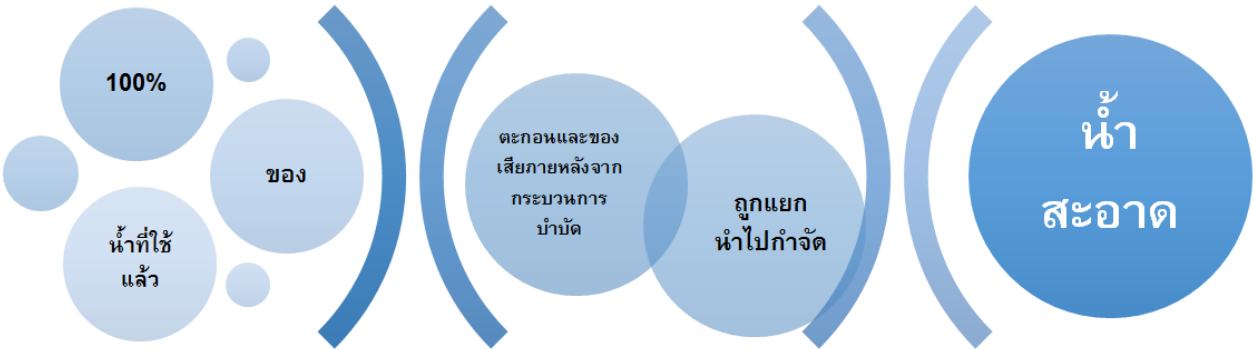 100%
ของ
น้ำที่ใช้
แล้ว
ตะกอนและของ
เสียภายหลังจาก
กระบวนการ
บำบัด
ถูกแยก
นำไปกำจัด
น้ำ
สะอาด